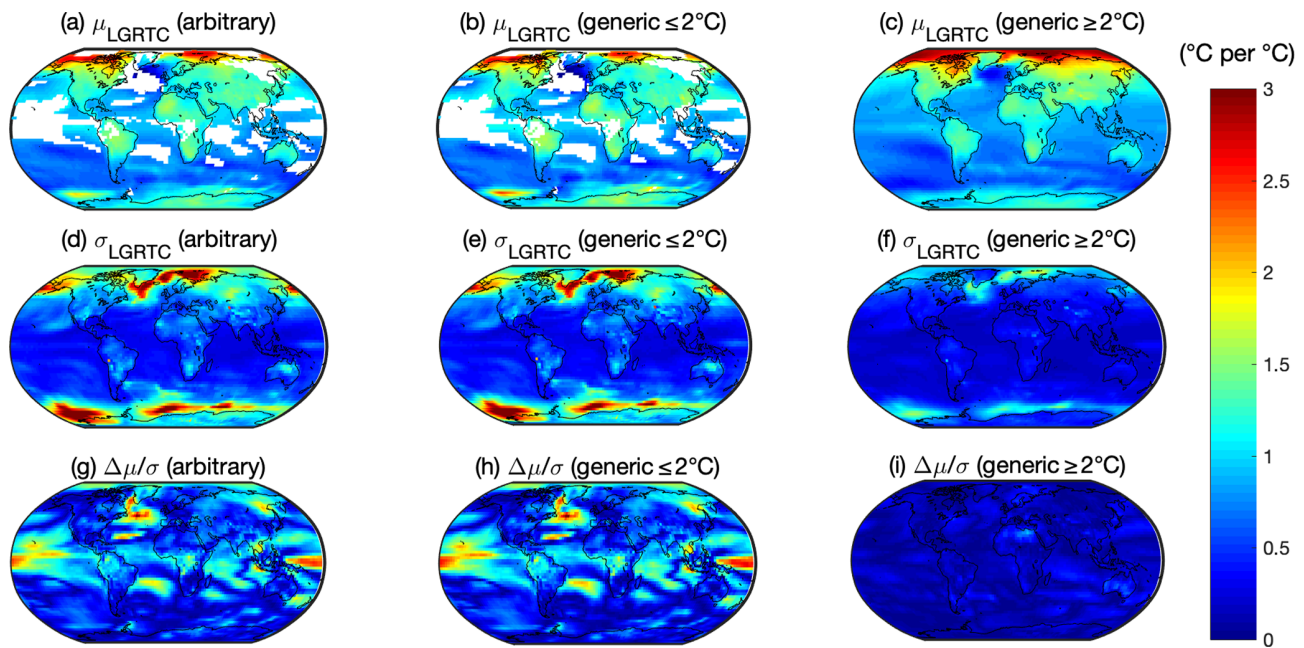 (a) μLGRTC (arbitrary)
(b) μLGRTC (generic ≤ 2°C)
(c) μLGRTC (generic ≥ 2°C)
(°C per °C)
3
2.5
2
1.5
1
0.5
0
(d) σLGRTC (arbitrary)
(e) σLGRTC (generic ≤ 2°C)
(f) σLGRTC (generic ≥ 2°C)
(g) Δμ/σ (arbitrary)
(h) Δμ/σ (generic ≤ 2°C)
(i) Δμ/σ (generic ≥ 2°C)